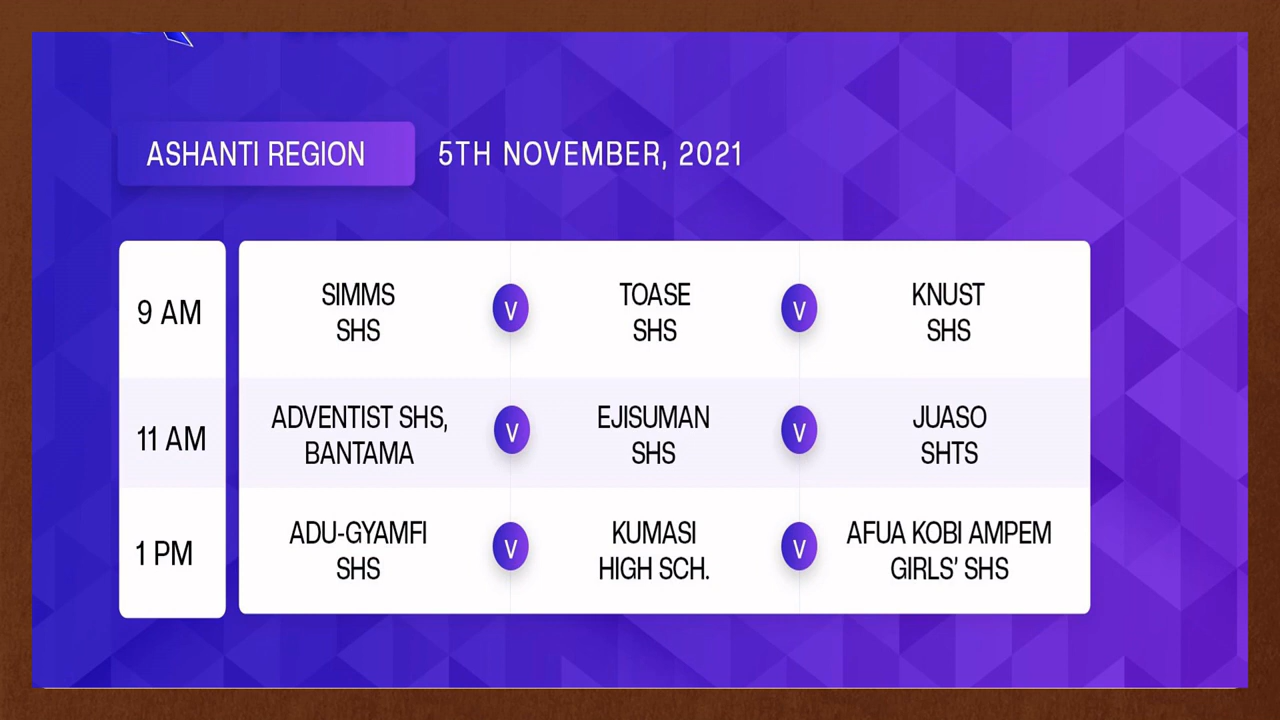 ASHANTI REGION
5TH NOVEMBER, 2021
9 AM
SIMMS
SHS
V
TOASE
SHS
V
KNUST
SHS
11 AM
ADVENTIST SHS,
BANTAMA
V
EJISUMAN
SHS
V
JUASO
SHTS
1 PM
ADU-GYAMFI
SHS
V
KUMASI
HIGH SCH.
V
AFUA KOBI AMPEM
GIRLS' SHS